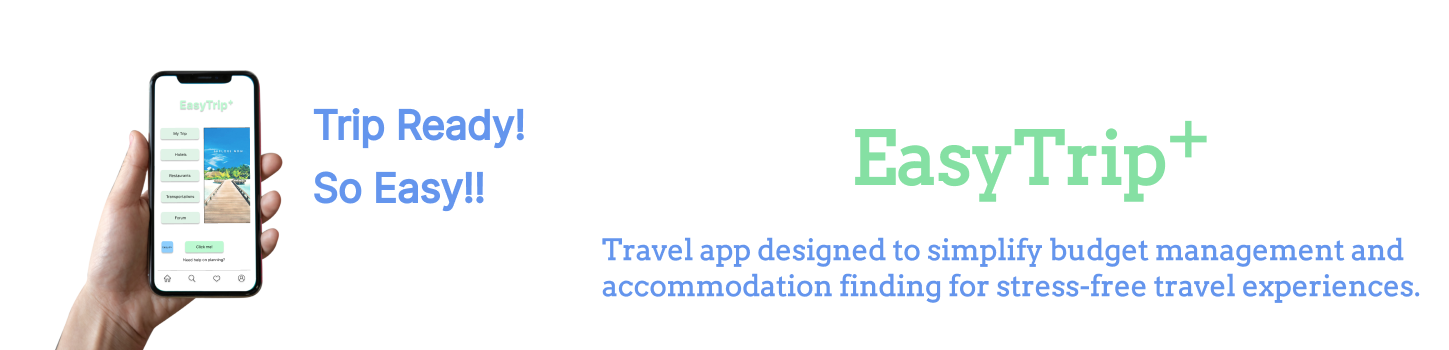 EasyTrip+
My Trip
Hotels
Restaurants
Transportations
Forum
Click me!
Need help on planning?
Trip Ready!
So Easy!!
EasyTrip+
Travel app designed to simplify budget management and
accommodation finding for stress-free travel experiences.